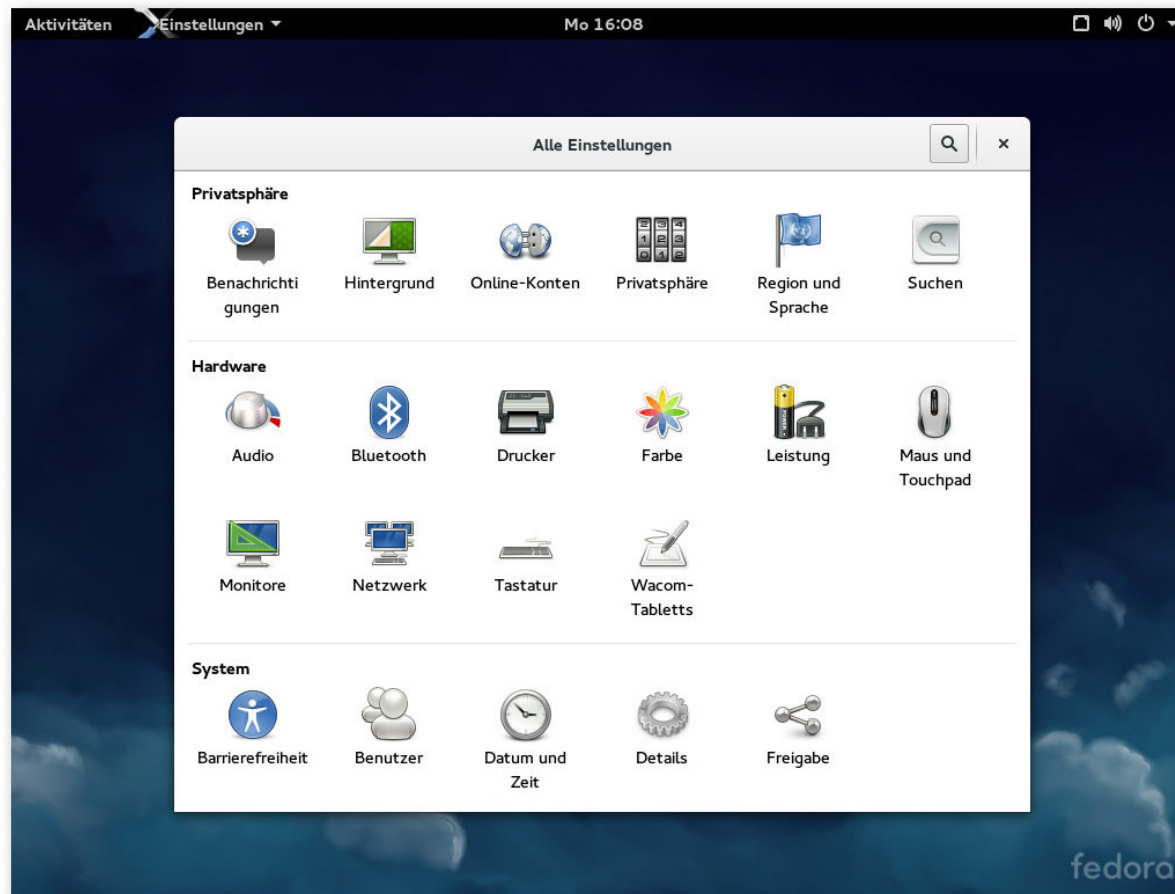 Aktivitäten Einstellungen Mo 16:08
Alle Einstellungen
Privatsphäre
Benachrichti
gungen
Hintergrund
Online-Konten
Privatsphäre
Region und
Sprache
Suchen
Hardware
Audio
Bluetooth
Drucker
Farbe
Leistung
Maus und
Touchpad
Monitore
Netzwerk
Tastatur
Wacom-
Tabletts
System
Barrierefreiheit
Benutzer
Datum und
Zeit
Details
Freigabe
fedora